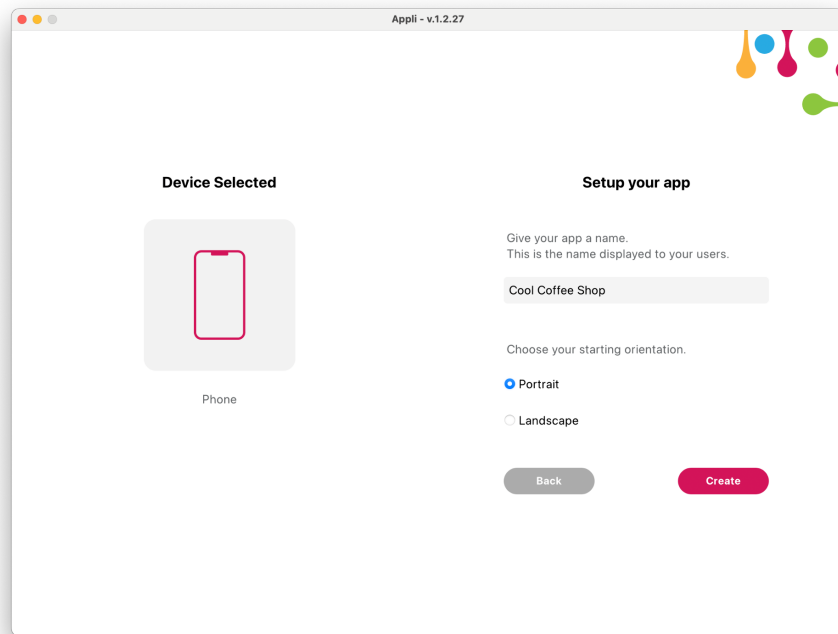 Appli - v.1.2.27
Device Selected
Phone
Setup your app
Give your app a name.
This is the name displayed to your users.
Cool Coffee Shop
Choose your starting orientation.
Portrait
Landscape
Back
Create